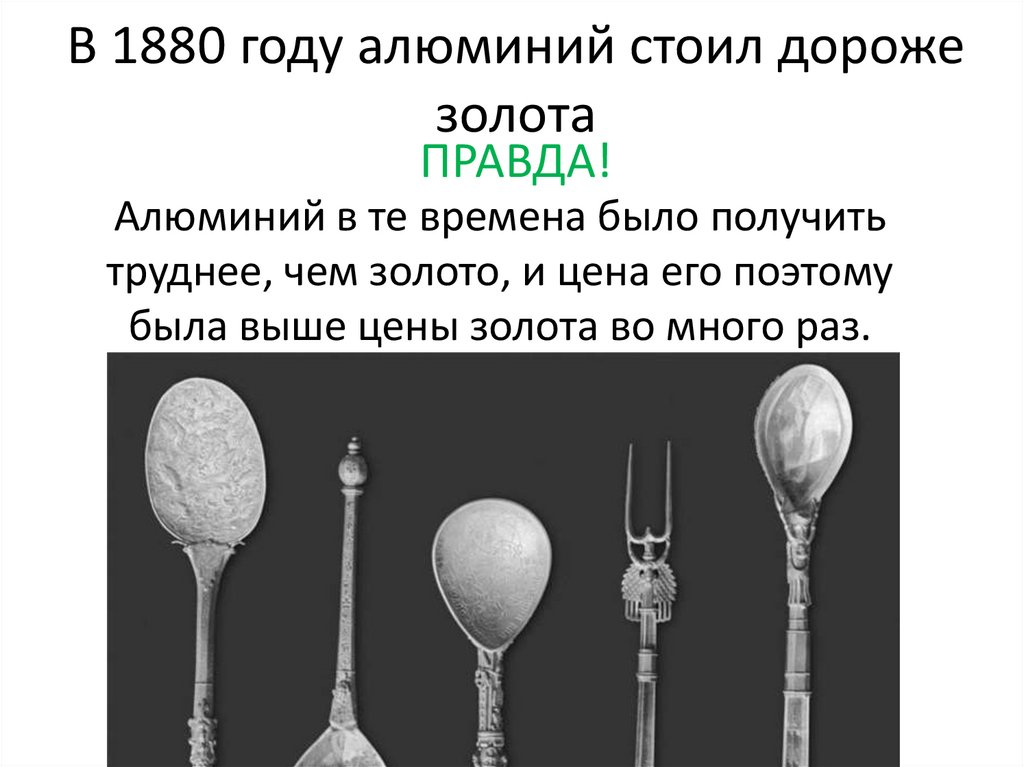 В 1880 году алюминий стоил дороже
золота
ПРАВДА!
Алюминий в те времена было получить
труднее, чем золото, и цена его поэтому
была выше цены золота во много раз.